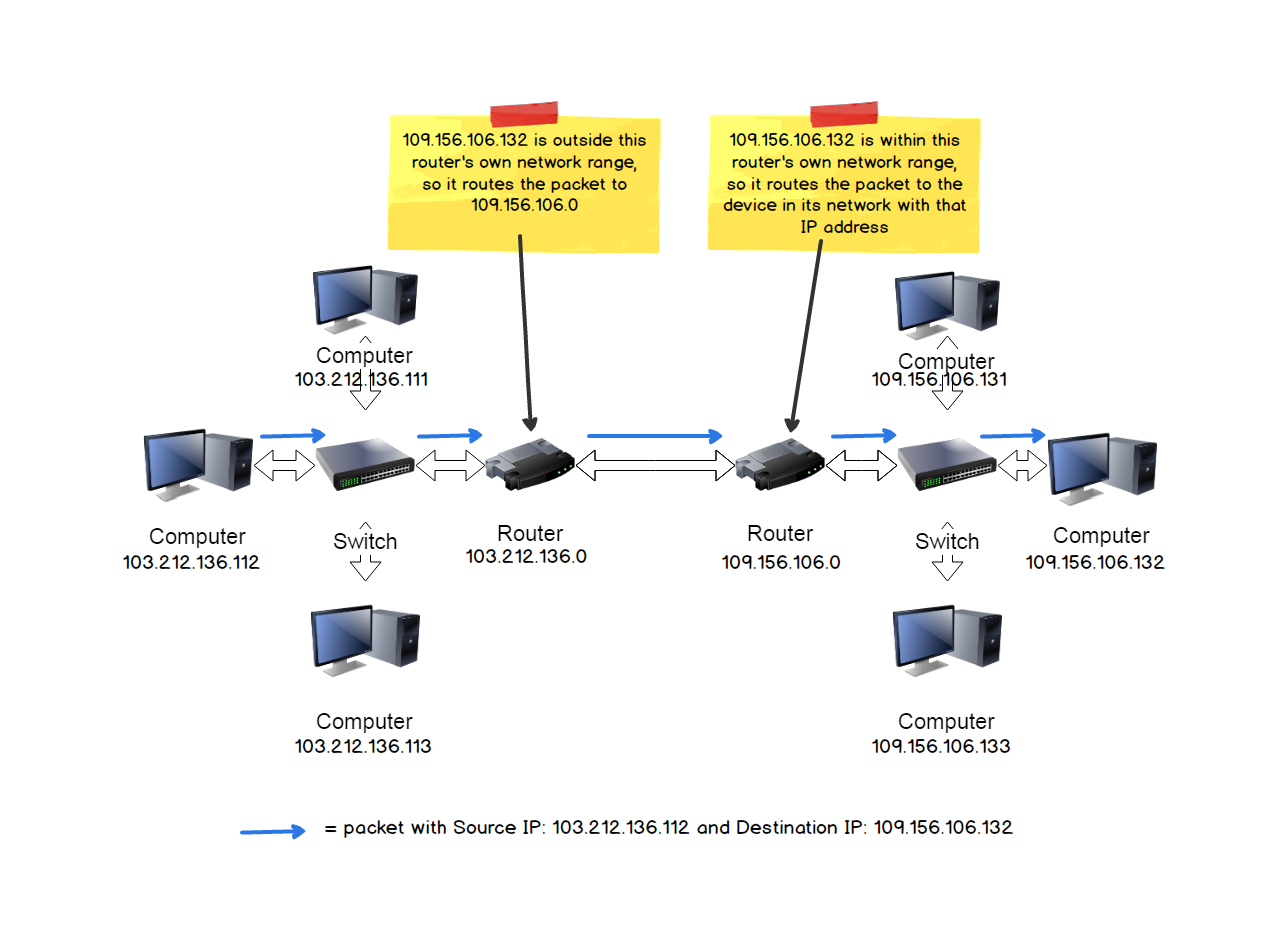 109.156.106.132 is outside this
router's own network range,
so it routes the packet to
109.156.106.0
109.156.106.132 is within this
router's own network range,
so it routes the packet to the
device in its network with that
IP address
Computer
103.212.136.111
Computer
109.156.106.131
Computer
103.212.136.112
Switch
Router
103.212.136.0
Router
109.156.106.0
Switch
Computer
109.156.106.132
Computer
103.212.136.113
Computer
109.156.106.133
= packet with Source IP: 103.212.136.112 and Destination IP: 109.156.106.132